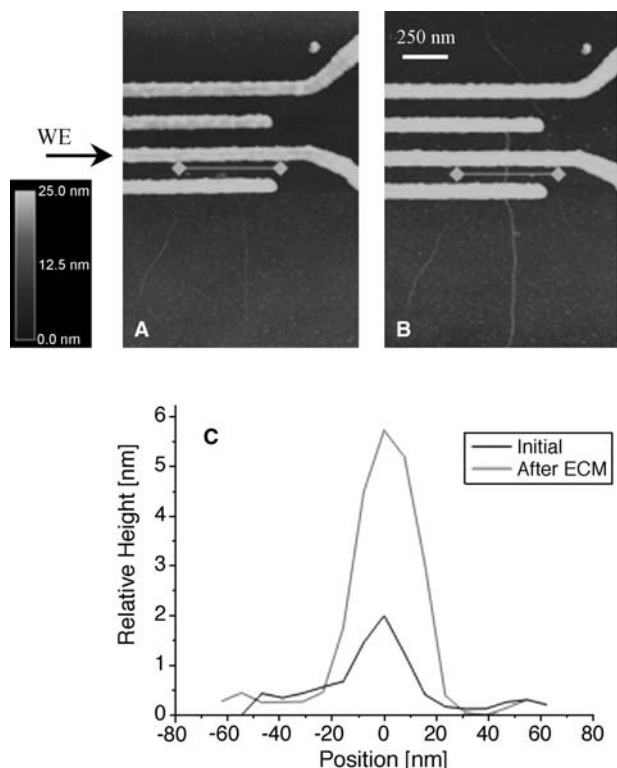 250 nm
WE
25.0 nm
12.5 nm
0.0 nm
A
B
C
Initial
After ECM
Relative Height [nm]
6
5
4
3
2
1
0
-80 -60 -40 -20 0 20 40 60 80
Position [nm]